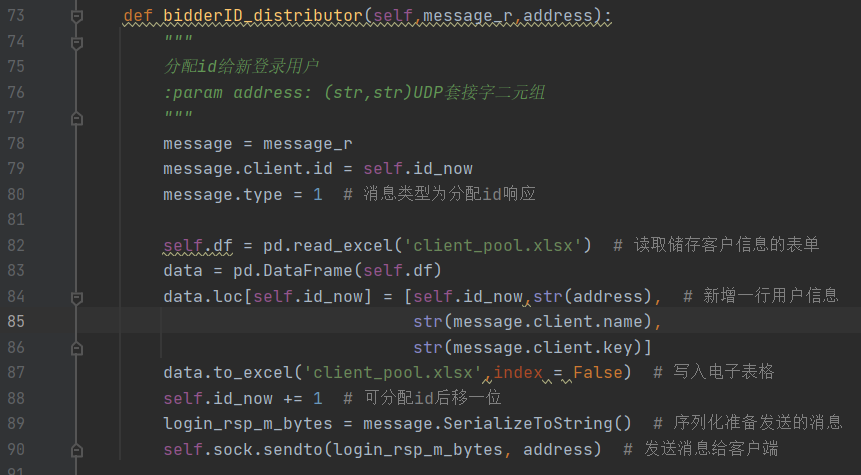 73 def bidderID_distributor(self,message_r,address):
74 """
75 分配id给新登录用户
76 :param address: (str,str)UDP套接字二元组
77 """
78 message = message_r
79 message.client.id = self.id_now
80 message.type = 1  # 消息类型为分配id响应
81
82 self.df = pd.read_excel('client_pool.xlsx')  # 读取储存客户信息的表单
83 data = pd.DataFrame(self.df)
84 data.loc[self.id_now] = [self.id_now,str(address),  # 新增一行用户信息
85 str(message.client.name),
86 str(message.client.key)]
87 data.to_excel('client_pool.xlsx',index = False)  # 写入电子表格
88 self.id_now += 1  # 可分配id后移一位
89 login_rsp_m_bytes = message.SerializeToString()  # 序列化准备发送的消息
90 self.sock.sendto(login_rsp_m_bytes, address)  # 发送消息给客户端